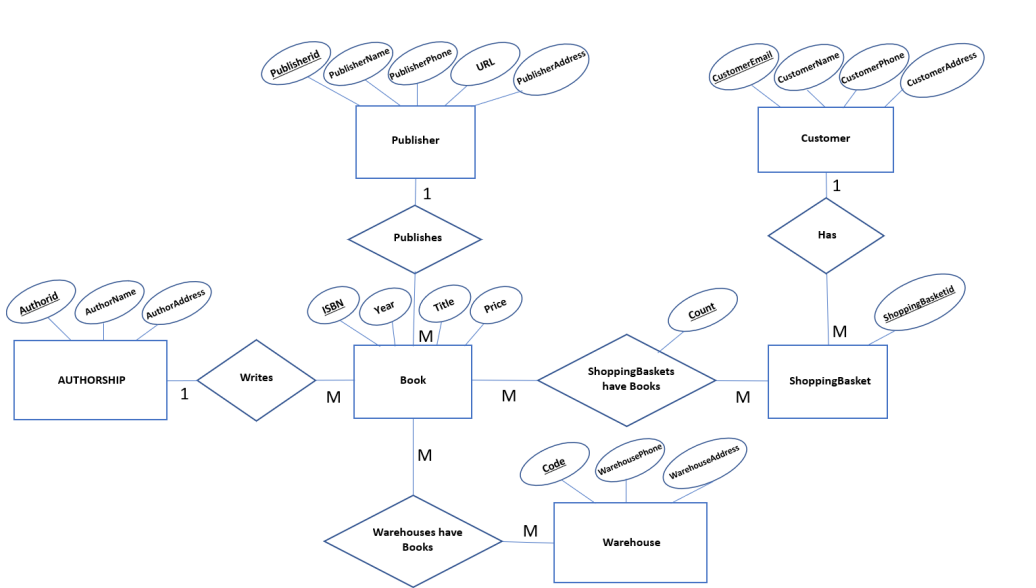 Publisherid
PublisherName
PublisherPhone
URL
PublisherAddress
CustomerEmail
CustomerName
CustomerPhone
CustomerAddress
Publisher
Customer
1
1
Publishes
Has
Authorid
AuthorName
AuthorAddress
ISBN
Year
Title
Price
Count
ShoppingBasketid
M
M
AUTHORSHIP
Writes
Book
ShoppingBaskets
have Books
ShoppingBasket
1
M
M
M
M
Code
WarehousePhone
WarehouseAddress
Warehouses have
Books
M
Warehouse